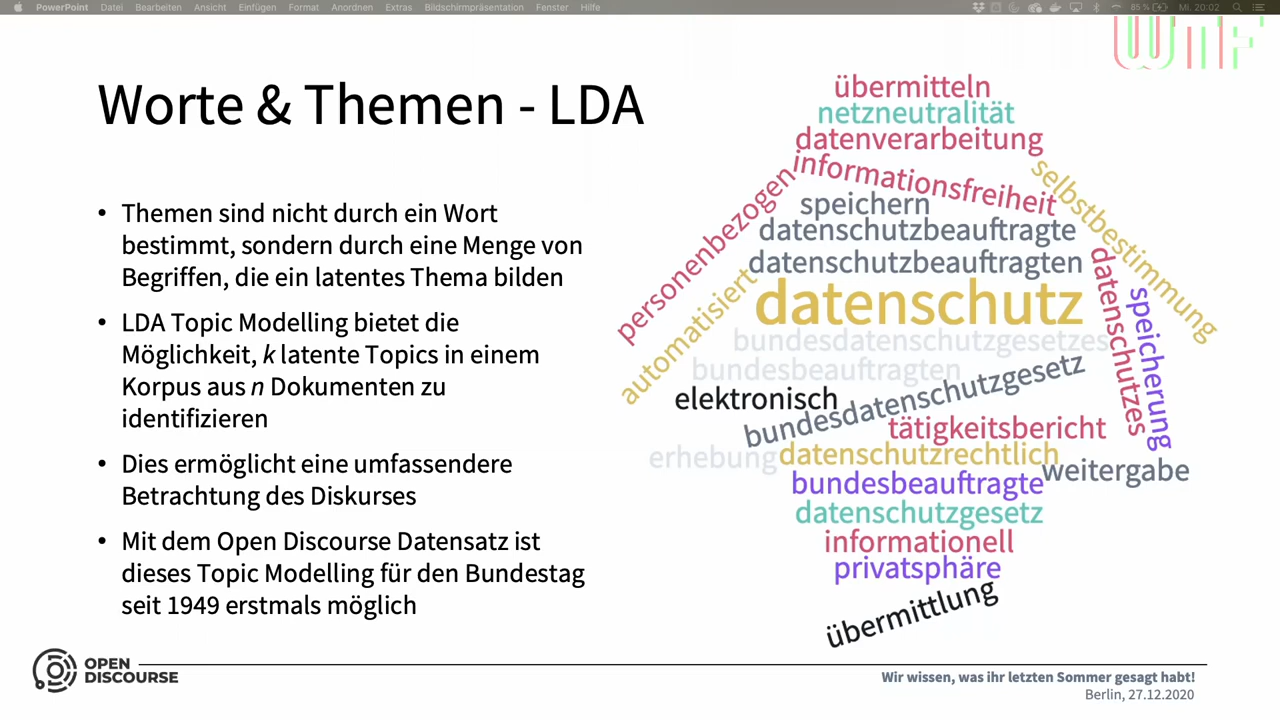 PowerPoint Datei Bearbeiten Ansicht Einfügen Format Anordnen Extras Bildschirmpräsentation Fenster Hilfe
85 % Mi. 20:02
Worte & Themen - LDA
• Themen sind nicht durch ein Wort
bestimmt, sondern durch eine Menge von
Begriffen, die ein latentes Thema bilden
• LDA Topic Modelling bietet die
Möglichkeit, k latente Topics in einem
Korpus aus n Dokumenten zu
identifizieren
• Dies ermöglicht eine umfassendere
Betrachtung des Diskurses
• Mit dem Open Discourse Datensatz ist
dieses Topic Modelling für den Bundestag
seit 1949 erstmals möglich
übermitteln
netzneutralität
datenverarbeitung
informationsfreiheit
selbstbestimmung
personenbezogen
speichern
datenschutzbeauftragte
datenschutzbeauftragten
automatisiert
datenschutz
datenschutzes
speicherung
bundesdatenschutzgesetzes
bundesbeauftragten
elektronisch
bundesdatenschutzgesetz
tätigkeitsbericht
erhebung
datenschutzrechtlich
weitergabe
bundesbeauftragte
datenschutzgesetz
informationell
privatsphäre
übermittlung
OPEN
DISCOURSE
Wir wissen, was ihr letzten Sommer gesagt habt!
Berlin, 27.12.2020